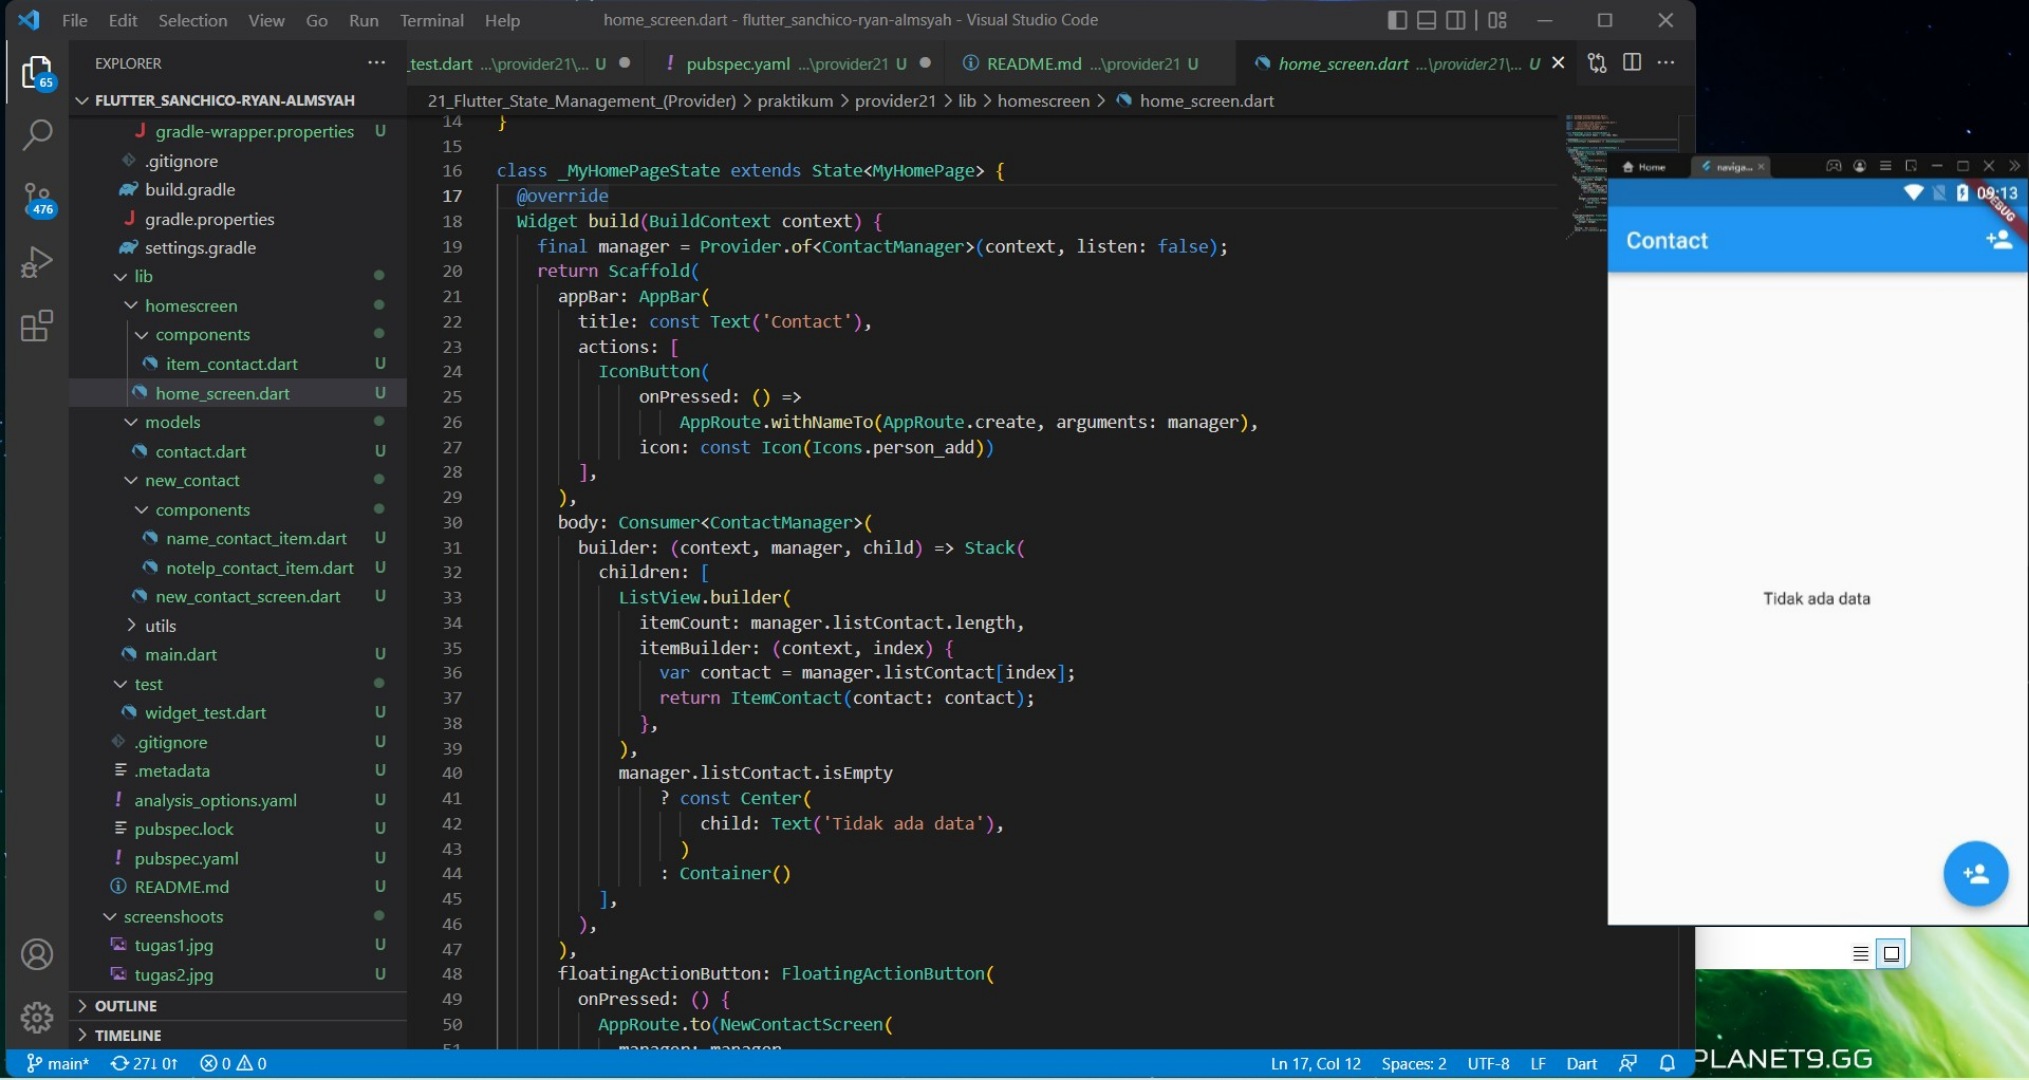 File Edit Selection View Go Run Terminal Help
home_screen.dart - flutter_sanchico-ryan-almsyah - Visual Studio Code
65
476
EXPLORER
FLUTTER_SANCHICO-RYAN-ALMSYAH
gradle-wrapper.properties U
.gitignore
build.gradle
gradle.properties
settings.gradle
lib
homescreen
components
item_contact.dart U
home_screen.dart U
models
contact.dart U
new_contact
components
name_contact_item.dart U
notelp_contact_item.dart U
new_contact_screen.dart U
utils
main.dart U
test
widget_test.dart U
.gitignore U
.metadata U
analysis_options.yaml U
pubspec.lock U
pubspec.yaml U
README.md U
screenshoots
tugas1.jpg U
tugas2.jpg U
OUTLINE
TIMELINE
_test.dart ...\provider21\... U
pubspec.yaml ...\provider21 U
README.md ...\provider21 U
home_screen.dart ...\provider21\... U
21_Flutter_State_Management_(Provider) > praktikum > provider21 > lib > homescreen > home_screen.dart
14 }
15
16 class _MyHomePageState extends State<MyHomePage> {
17 @override
18 Widget build(BuildContext context) {
19 final manager = Provider.of<ContactManager>(context, listen: false);
20 return Scaffold(
21 appBar: AppBar(
22 title: const Text('Contact'),
23 actions: [
24 IconButton(
25 onPressed: () =>
26 AppRoute.withNameTo(AppRoute.create, arguments: manager),
27 icon: const Icon(Icons.person_add))
28 ],
29 ),
30 body: Consumer<ContactManager>(
31 builder: (context, manager, child) => Stack(
32 children: [
33 ListView.builder(
34 itemCount: manager.listContact.length,
35 itemBuilder: (context, index) {
36 var contact = manager.listContact[index];
37 return ItemContact(contact: contact);
38 },
39 ),
40 manager.listContact.isEmpty
41 ? const Center(
42 child: Text('Tidak ada data'),
43 )
44 : Container()
45 ],
46 ),
47 ),
48 floatingActionButton: FloatingActionButton(
49 onPressed: () {
50 AppRoute.to(NewContactScreen(
51 manager: manager
Home
naviga...
09:13
DEBUG
Contact
Tidak ada data
PLANET9.GG
main* 27↓ 0↑ 0 0
Ln 17, Col 12 Spaces: 2 UTF-8 LF Dart